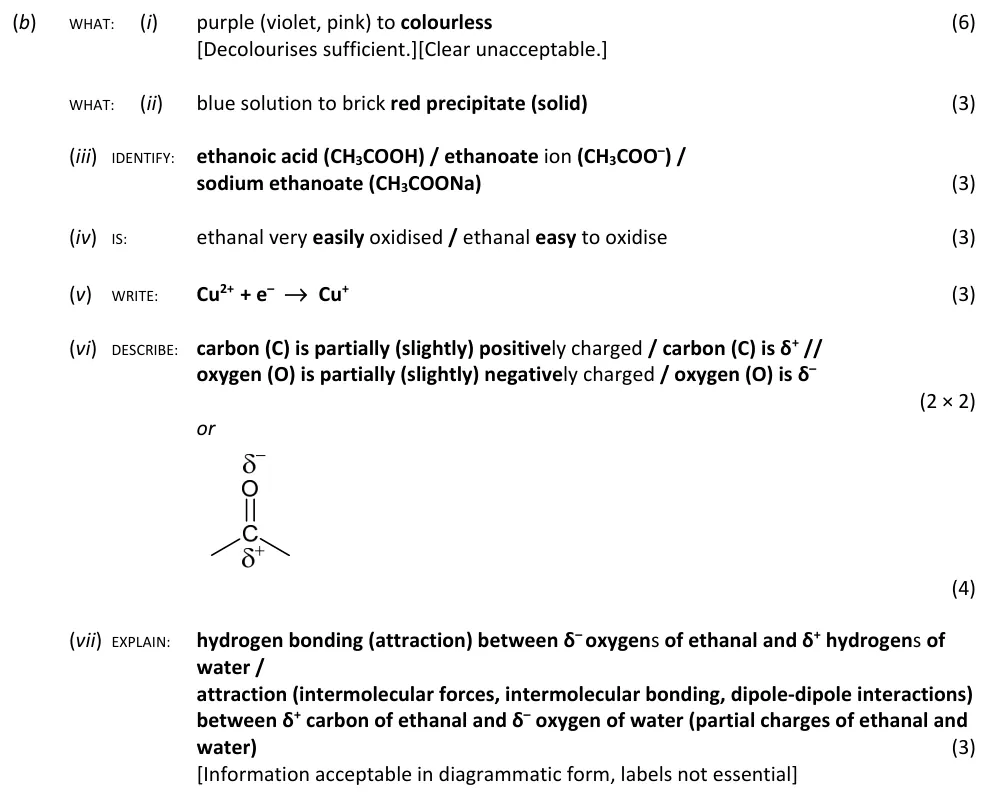 (b) WHAT: (i) purple (violet, pink) to colourless (6)
[Decolourises sufficient.][Clear unacceptable.]
WHAT: (ii) blue solution to brick red precipitate (solid) (3)
(iii) IDENTIFY: ethanoic acid (CH₃COOH) / ethanoate ion (CH₃COO⁻) /
sodium ethanoate (CH₃COONa) (3)
(iv) IS: ethanal very easily oxidised / ethanal easy to oxidise (3)
(v) WRITE: Cu²⁺ + e⁻ → Cu⁺ (3)
(vi) DESCRIBE: carbon (C) is partially (slightly) positively charged / carbon (C) is δ⁺ //
oxygen (O) is partially (slightly) negatively charged / oxygen (O) is δ⁻
(2 × 2)
or
δ⁻
O
C
δ⁺
(4)
(vii) EXPLAIN: hydrogen bonding (attraction) between δ⁻ oxygens of ethanal and δ⁺ hydrogens of
water /
attraction (intermolecular forces, intermolecular bonding, dipole-dipole interactions)
between δ⁺ carbon of ethanal and δ⁻ oxygen of water (partial charges of ethanal and
water) (3)
[Information acceptable in diagrammatic form, labels not essential]